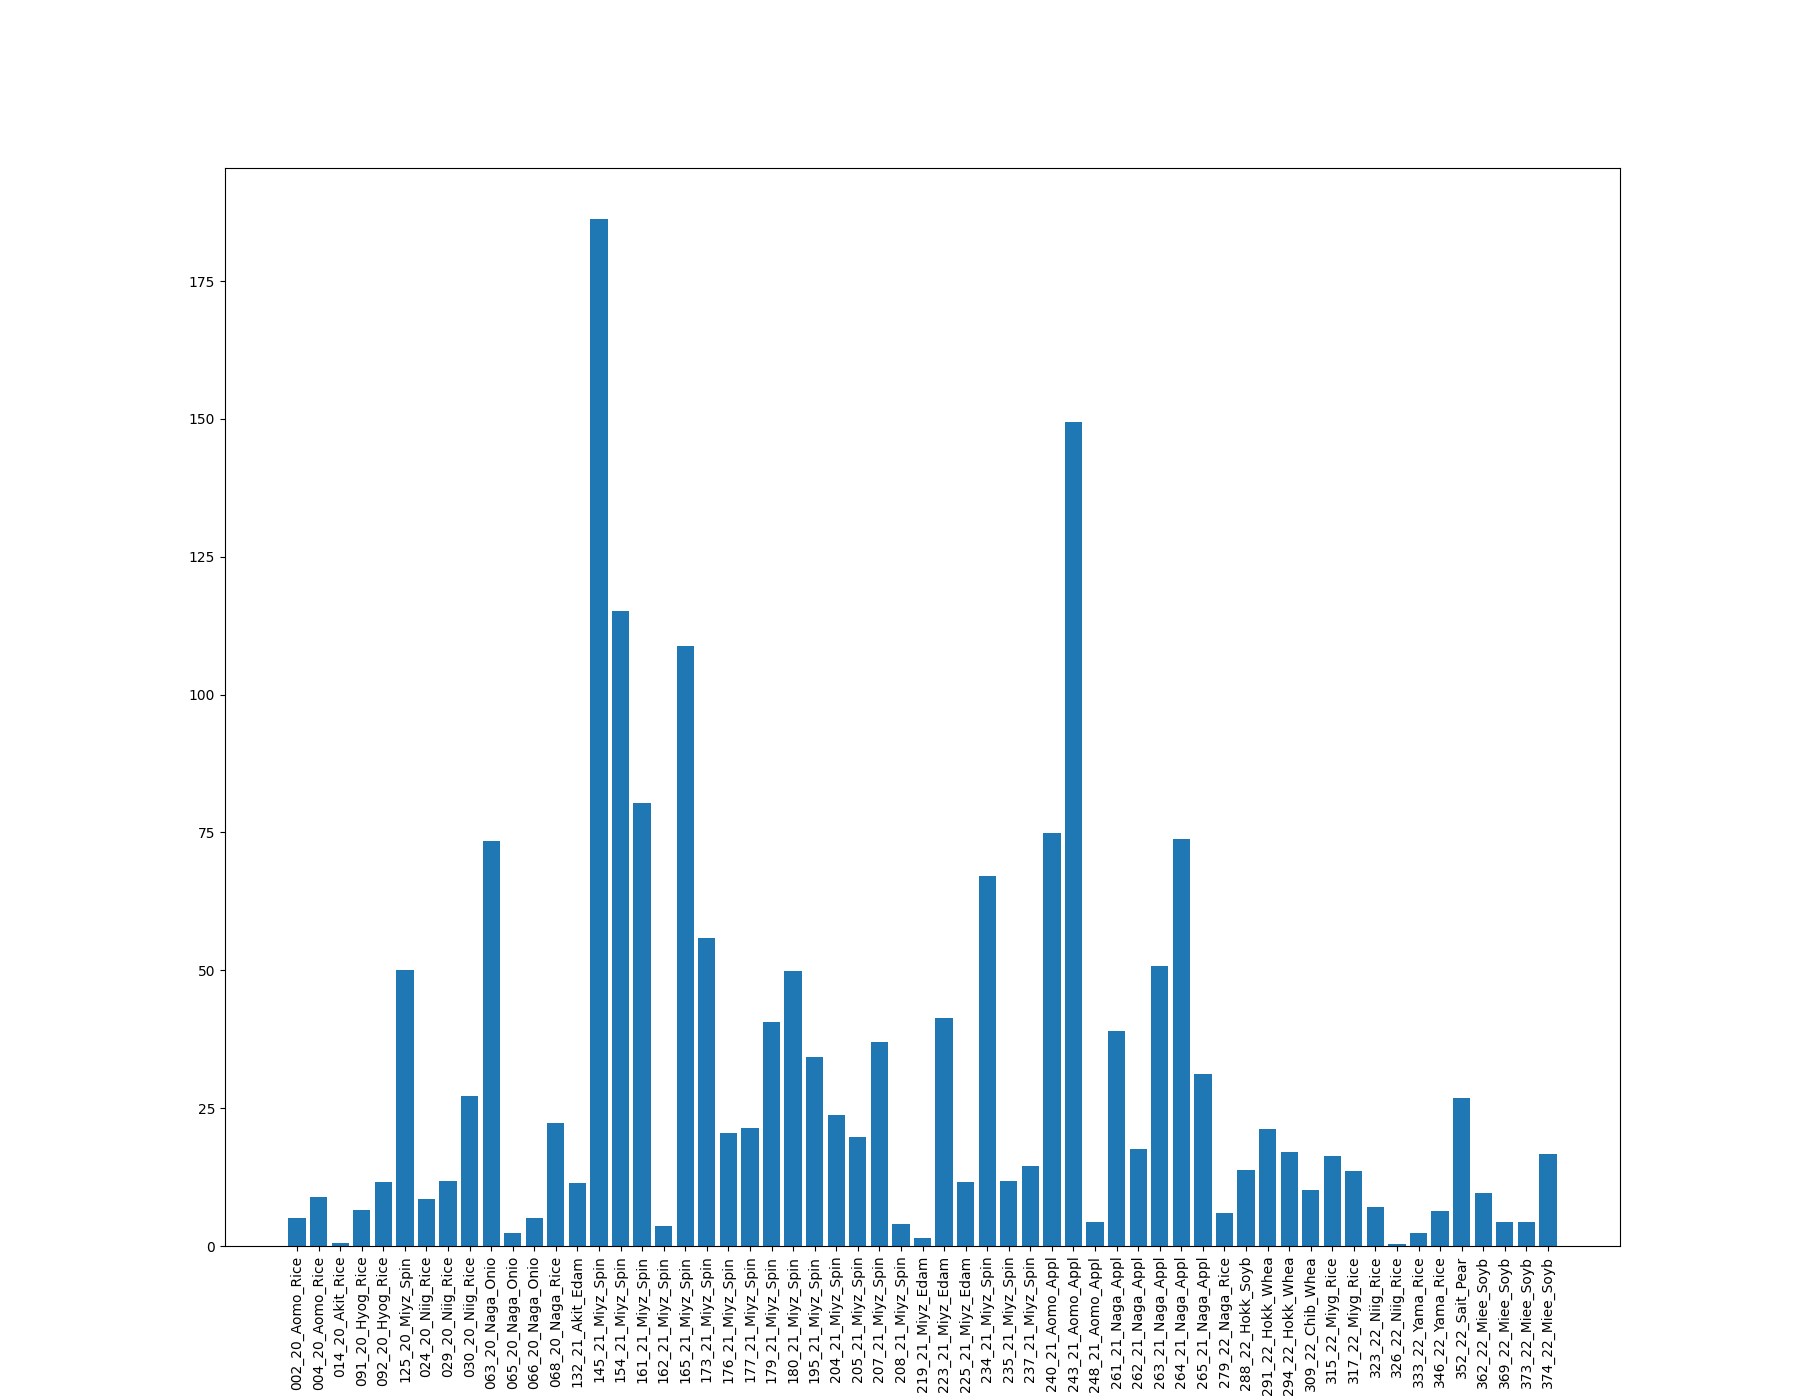 175
150
125
100
75
50
25
0
002_20_Aomo_Rice
004_20_Aomo_Rice
014_20_Akit_Rice
091_20_Hyog_Rice
092_20_Hyog_Rice
125_20_Miyz_Spin
024_20_Niig_Rice
029_20_Niig_Rice
030_20_Niig_Rice
063_20_Naga_Onio
065_20_Naga_Onio
066_20_Naga_Onio
068_20_Naga_Rice
132_21_Akit_Edam
145_21_Miyz_Spin
154_21_Miyz_Spin
161_21_Miyz_Spin
162_21_Miyz_Spin
165_21_Miyz_Spin
173_21_Miyz_Spin
176_21_Miyz_Spin
177_21_Miyz_Spin
179_21_Miyz_Spin
180_21_Miyz_Spin
195_21_Miyz_Spin
204_21_Miyz_Spin
205_21_Miyz_Spin
207_21_Miyz_Spin
208_21_Miyz_Spin
219_21_Miyz_Edam
223_21_Miyz_Edam
225_21_Miyz_Edam
234_21_Miyz_Spin
235_21_Miyz_Spin
237_21_Miyz_Spin
240_21_Aomo_Appl
243_21_Aomo_Appl
248_21_Aomo_Appl
261_21_Naga_Appl
262_21_Naga_Appl
263_21_Naga_Appl
264_21_Naga_Appl
265_21_Naga_Appl
279_22_Naga_Rice
288_22_Hokk_Soyb
291_22_Hokk_Whea
294_22_Hokk_Whea
309_22_Chib_Whea
315_22_Miyg_Rice
317_22_Miyg_Rice
323_22_Niig_Rice
326_22_Niig_Rice
333_22_Yama_Rice
346_22_Yama_Rice
352_22_Sait_Pear
362_22_Miee_Soyb
369_22_Miee_Soyb
373_22_Miee_Soyb
374_22_Miee_Soyb